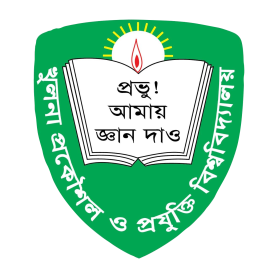 প্রভু!
আমায়
জ্ঞান দাও
খুলনা প্রকৌশল ও প্রযুক্তি বিশ্ববিদ্যালয়